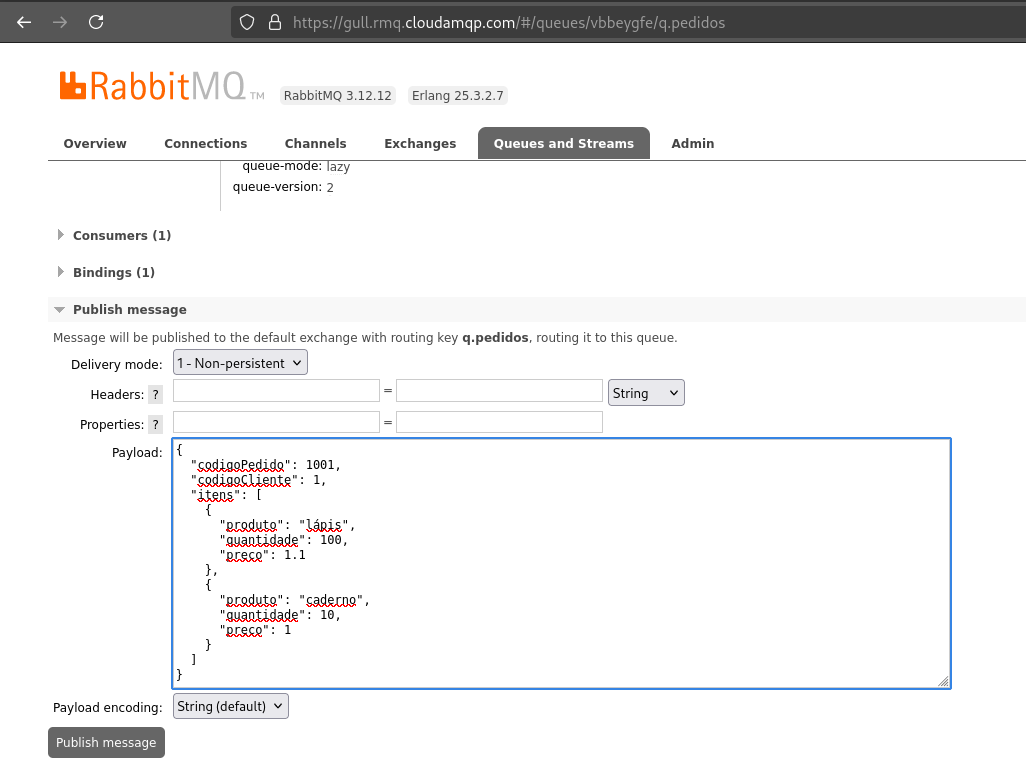 https://gull.rmq.cloudamqp.com/#/queues/vbbeygfe/q.pedidos
RabbitMQ TM RabbitMQ 3.12.12 Erlang 25.3.2.7
Overview Connections Channels Exchanges Queues and Streams Admin
queue-mode: lazy
queue-version: 2
Consumers (1)
Bindings (1)
Publish message
Message will be published to the default exchange with routing key q.pedidos, routing it to this queue.
Delivery mode: 1 - Non-persistent
Headers: ? = String
Properties: ? =
Payload: {
"codigoPedido": 1001,
"codigoCliente": 1,
"itens": [
{
"produto": "lápis",
"quantidade": 100,
"preco": 1.1
},
{
"produto": "caderno",
"quantidade": 10,
"preco": 1
}
]
}
Payload encoding: String (default)
Publish message